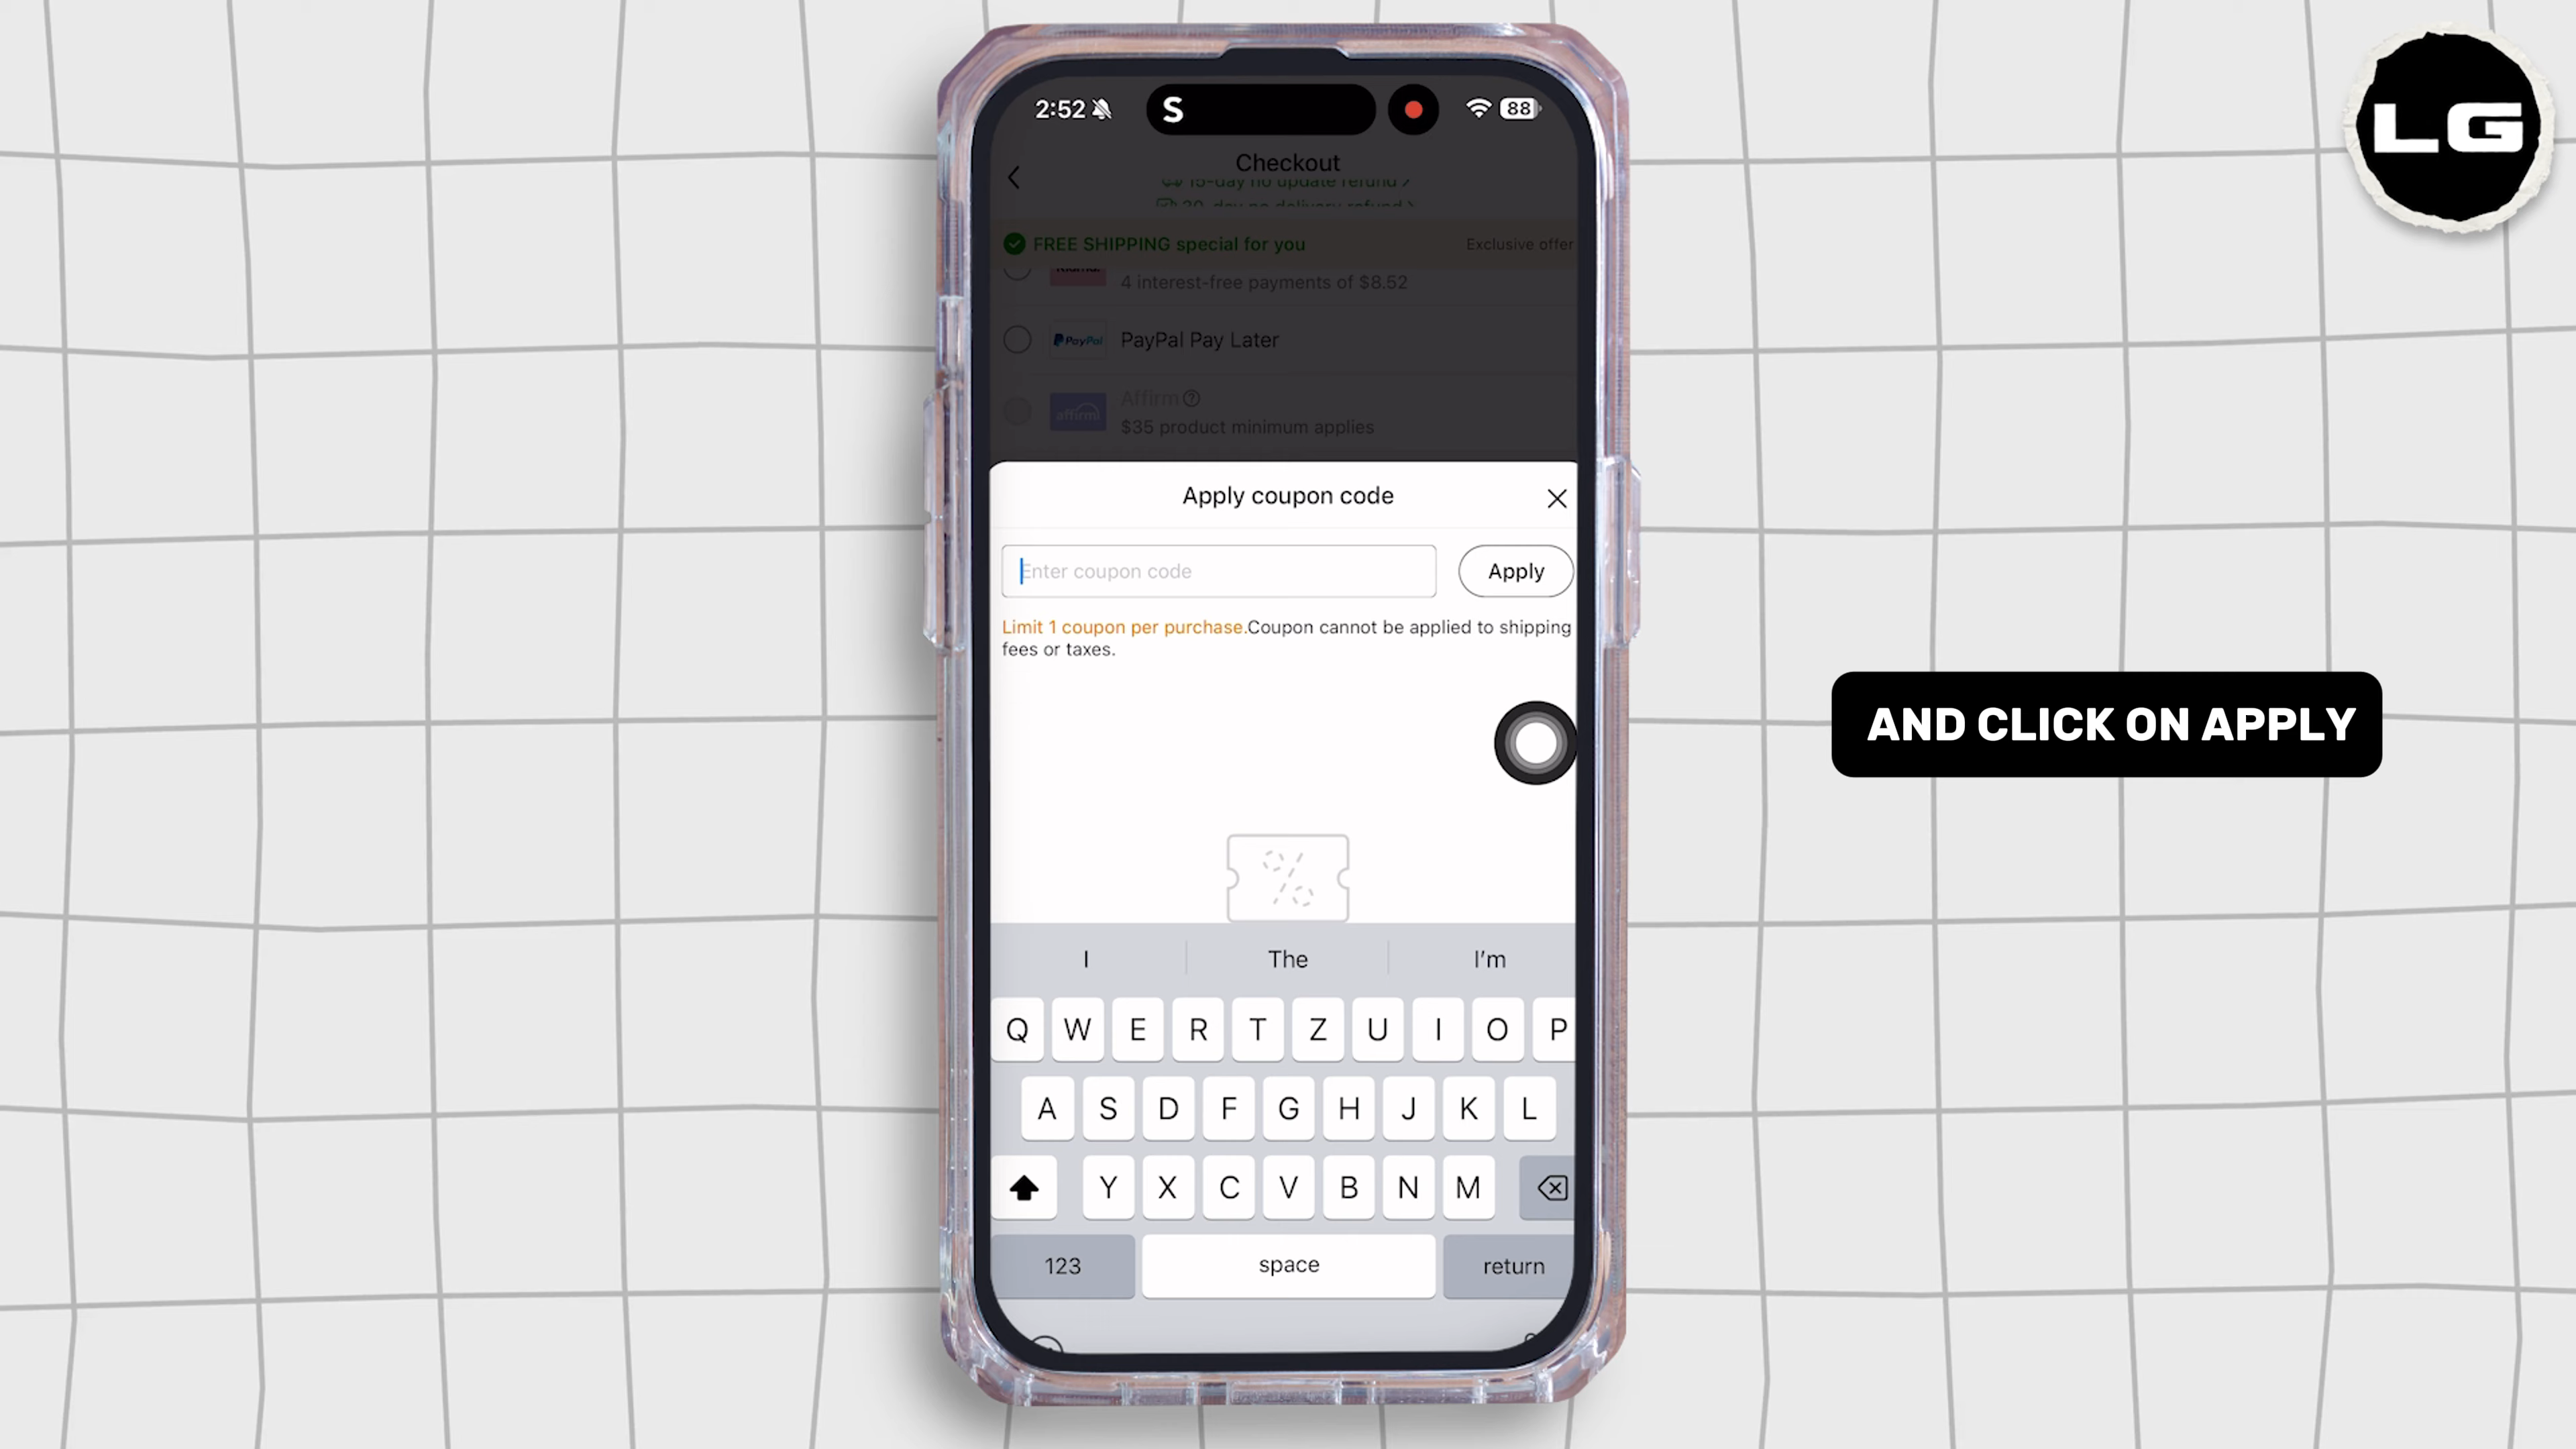 LG
2:52
S
88
Checkout
15-day no update refund
30-day no delivery refund
FREE SHIPPING special for you
Exclusive offer
Klarna.
4 interest-free payments of $8.52
PayPal
PayPal Pay Later
affirm
Affirm
$35 product minimum applies
Apply coupon code
Enter coupon code
Apply
Limit 1 coupon per purchase.Coupon cannot be applied to shipping
fees or taxes.
AND CLICK ON APPLY
%
I The I'm
Q W E R T Z U I O P
A S D F G H J K L
Y X C V B N M
123 space return